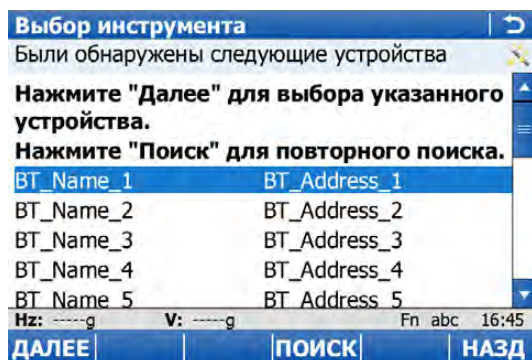 Выбор инструмента
Были обнаружены следующие устройства
Нажмите "Далее" для выбора указанного
устройства.
Нажмите "Поиск" для повторного поиска.
BT_Name_1 BT_Address_1
BT_Name_2 BT_Address_2
BT_Name_3 BT_Address_3
BT_Name_4 BT_Address_4
BT_Name_5 BT_Address_5
Hz: -----g V: -----g Fn abc 16:45
ДАЛЕЕ ПОИСК НАЗД